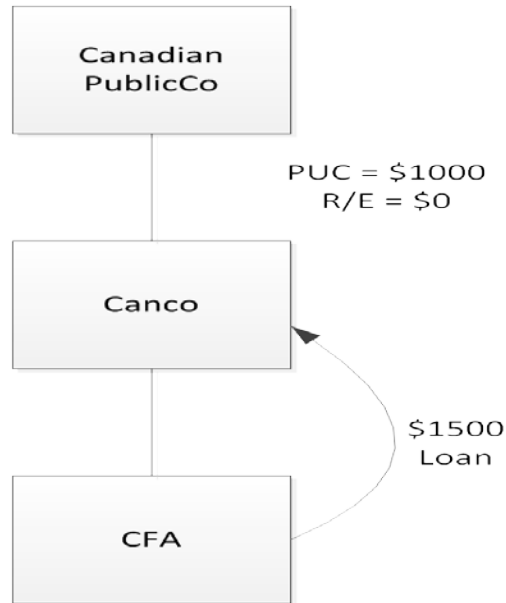 Canadian
PublicCo
PUC = $1000
R/E = $0
Canco
$1500
Loan
CFA